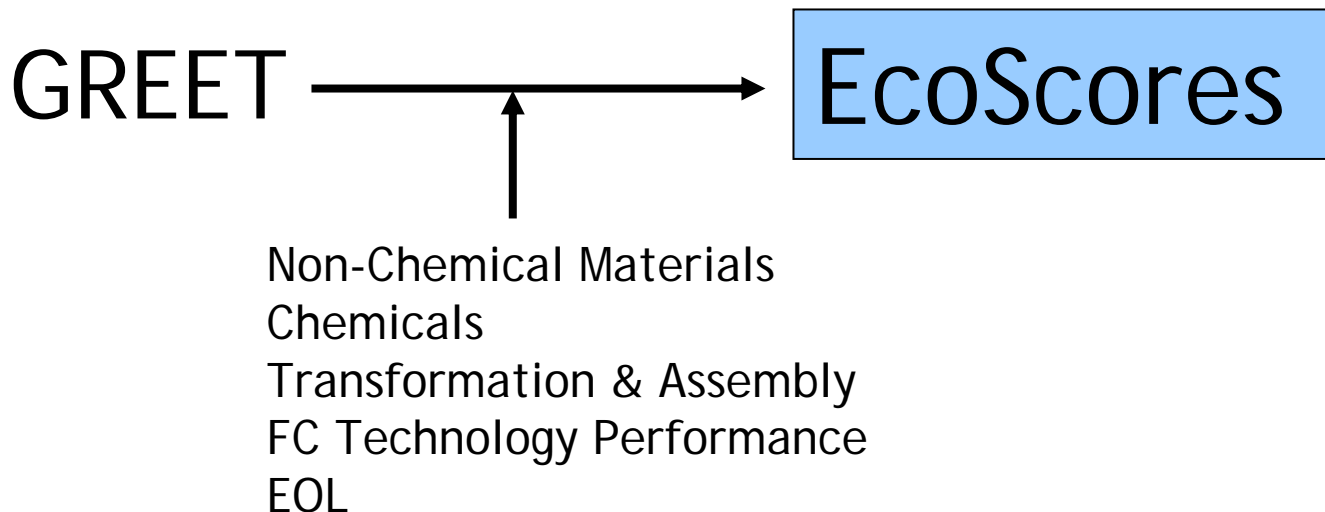 GREET
EcoScores
Non-Chemical Materials
Chemicals
Transformation & Assembly
FC Technology Performance
EOL